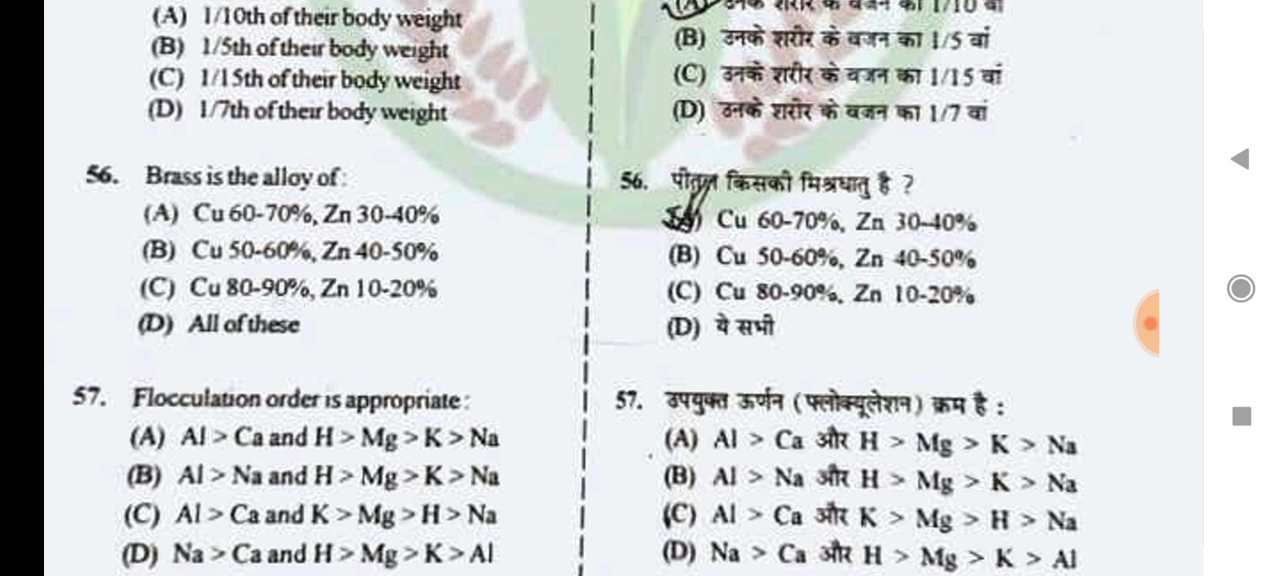 (A) 1/10th of their body weight
(B) 1/5th of their body weight
(C) 1/15th of their body weight
(D) 1/7th of their body weight
56. Brass is the alloy of :
(A) Cu 60-70%, Zn 30-40%
(B) Cu 50-60%, Zn 40-50%
(C) Cu 80-90%, Zn 10-20%
(D) All of these
57. Flocculation order is appropriate :
(A) Al > Ca and H > Mg > K > Na
(B) Al > Na and H > Mg > K > Na
(C) Al > Ca and K > Mg > H > Na
(D) Na > Ca and H > Mg > K > Al
(A) उनके शरीर के वजन का 1/10 वां
(B) उनके शरीर के वजन का 1/5 वां
(C) उनके शरीर के वजन का 1/15 वां
(D) उनके शरीर के वजन का 1/7 वां
56. पीतल किसकी मिश्रधातु है ?
(A) Cu 60-70%, Zn 30-40%
(B) Cu 50-60%, Zn 40-50%
(C) Cu 80-90%, Zn 10-20%
(D) ये सभी
57. उपयुक्त ऊर्णन (फ्लोक्यूलेशन) क्रम है :
(A) Al > Ca और H > Mg > K > Na
(B) Al > Na और H > Mg > K > Na
(C) Al > Ca और K > Mg > H > Na
(D) Na > Ca और H > Mg > K > Al